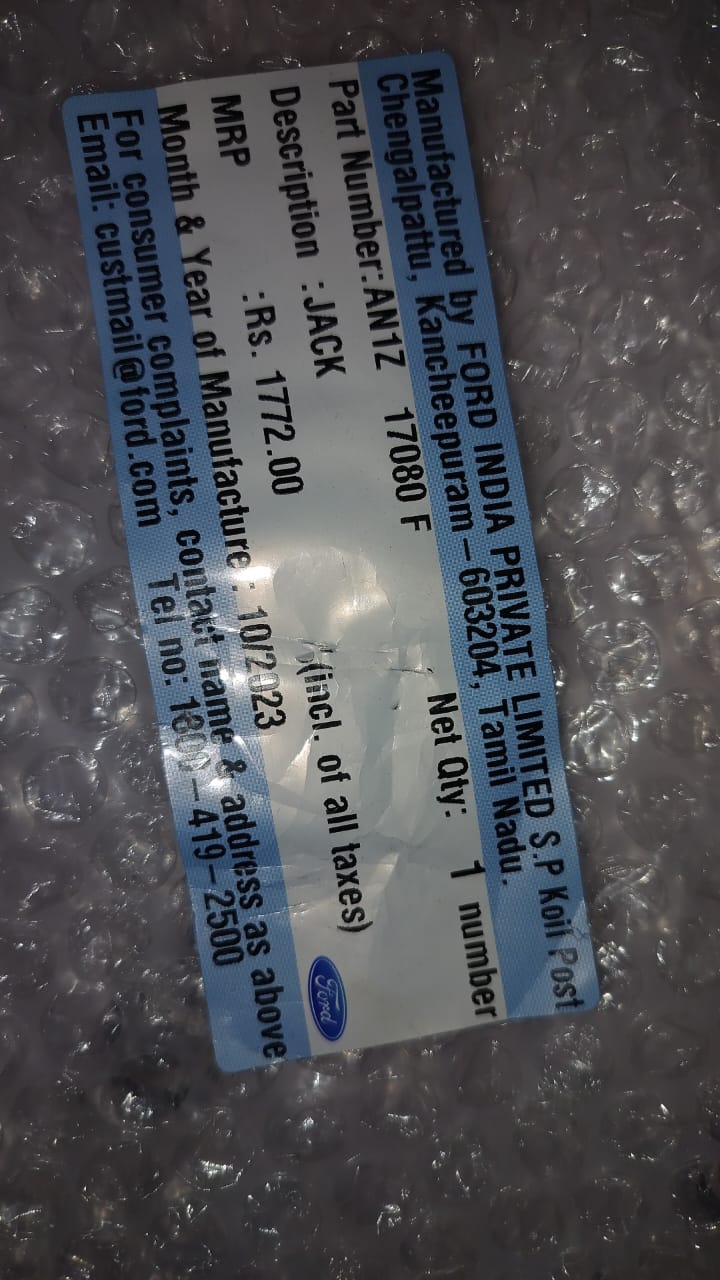 Manufactured by FORD INDIA PRIVATE LIMITED S.P Koil Post
Chengalpattu, Kancheepuram – 603204, Tamil Nadu.
Part Number:AN1Z 17080 F Net Qty: 1 number
Description :JACK
MRP :Rs. 1772.00 (incl. of all taxes)
Month & Year of Manufacture : 10/2023
For consumer complaints, contact name & address as above
Email: custmail@ford.com Tel no: 1800–419–2500
Ford